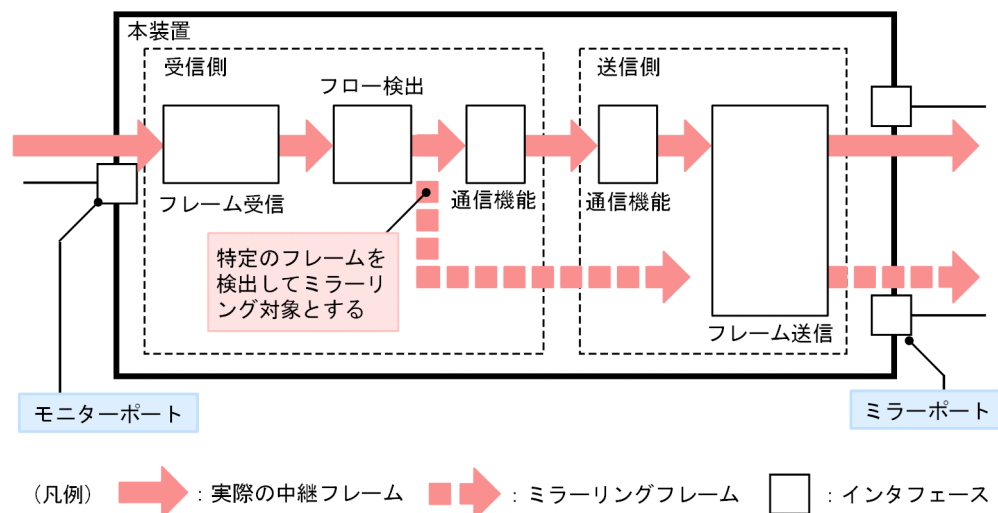 本装置
受信側
送信側
フロー検出
フレーム受信
通信機能
通信機能
特定のフレームを
検出してミラーリ
ング対象とする
フレーム送信
モニターポート
ミラーポート
(凡例)
：実際の中継フレーム
：ミラーリングフレーム
：インタフェース